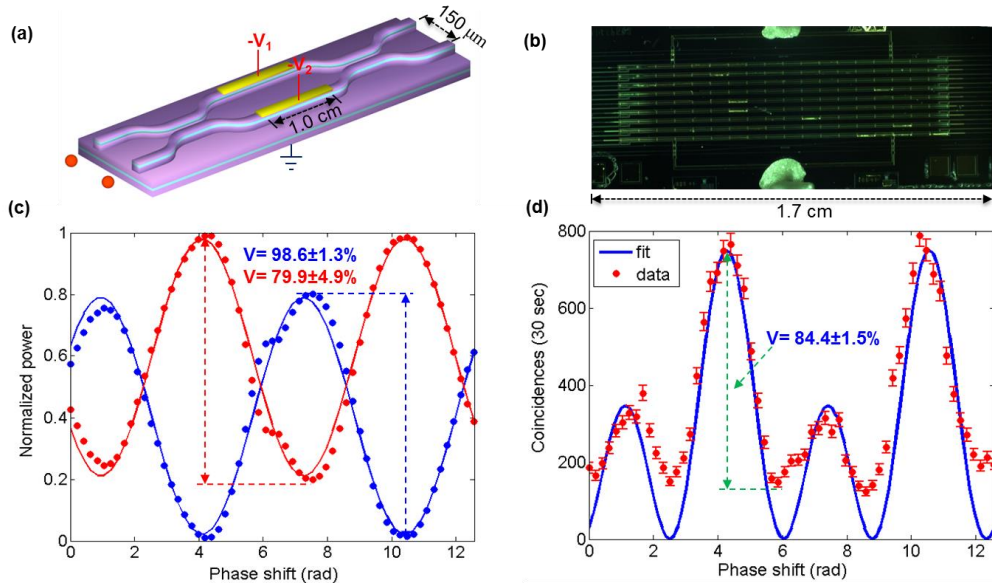 (a)
-V1
-V2
150 μm
1.0 cm
(b)
1.7 cm
(c)
V= 98.6±1.3%
V= 79.9±4.9%
Normalized power
1
0.8
0.6
0.4
0.2
0
0 2 4 6 8 10 12
Phase shift (rad)
(d)
fit
data
V= 84.4±1.5%
Coincidences (30 sec)
800
600
400
200
0
0 2 4 6 8 10 12
Phase shift (rad)